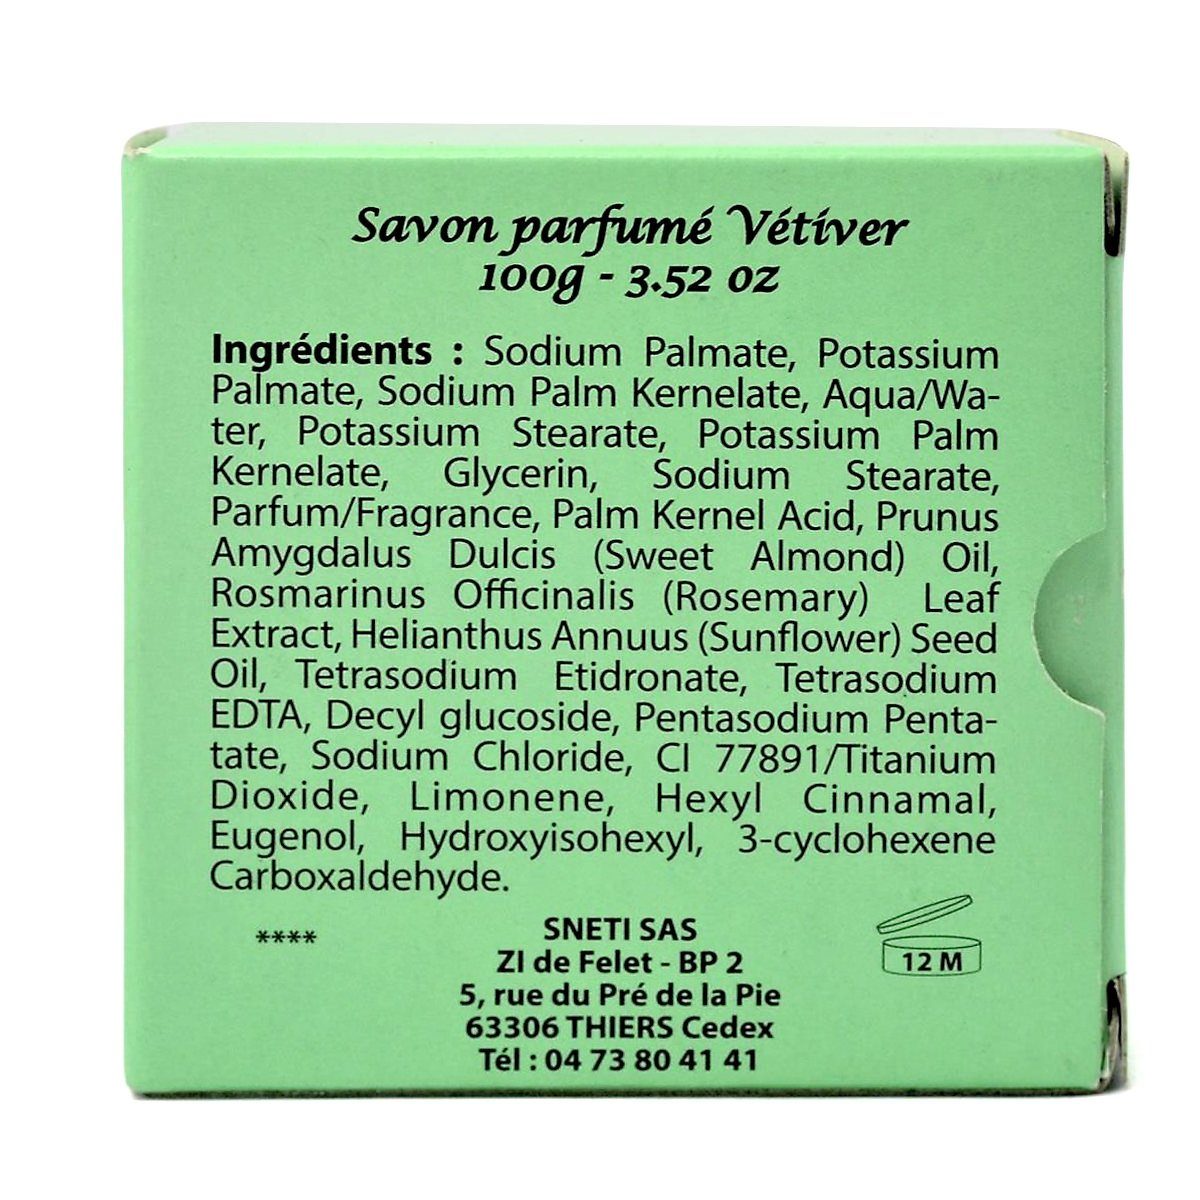 Savon parfumé Vétiver
100g - 3.52 oz
Ingrédients : Sodium Palmate, Potassium
Palmate, Sodium Palm Kernelate, Aqua/Wa-
ter, Potassium Stearate, Potassium Palm
Kernelate, Glycerin, Sodium Stearate,
Parfum/Fragrance, Palm Kernel Acid, Prunus
Amygdalus Dulcis (Sweet Almond) Oil,
Rosmarinus Officinalis (Rosemary) Leaf
Extract, Helianthus Annuus (Sunflower) Seed
Oil, Tetrasodium Etidronate, Tetrasodium
EDTA, Decyl glucoside, Pentasodium Penta-
tate, Sodium Chloride, CI 77891/Titanium
Dioxide, Limonene, Hexyl Cinnamal,
Eugenol, Hydroxyisohexyl, 3-cyclohexene
Carboxaldehyde.
****
SNETI SAS
ZI de Felet - BP 2
5, rue du Pré de la Pie
63306 THIERS Cedex
Tél : 04 73 80 41 41
12 M